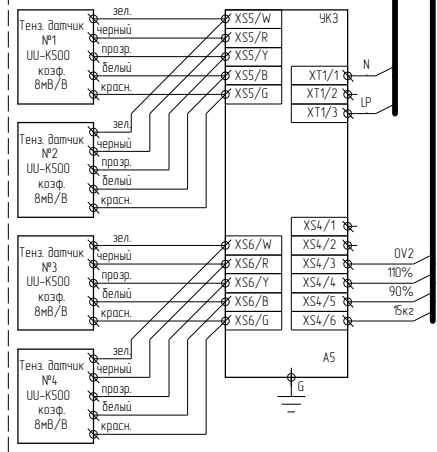 Тенз. датчик
№1
UU-K500
коэф.
8мВ/В
зел.
черный
прозр.
белый
красн.
Тенз. датчик
№2
UU-K500
коэф.
8мВ/В
зел.
черный
прозр.
белый
красн.
Тенз. датчик
№3
UU-K500
коэф.
8мВ/В
зел.
черный
прозр.
белый
красн.
Тенз. датчик
№4
UU-K500
коэф.
8мВ/В
зел.
черный
прозр.
белый
красн.
XS5/W
XS5/R
XS5/Y
XS5/B
XS5/G
XS6/W
XS6/R
XS6/Y
XS6/B
XS6/G
УК3
XT1/1
XT1/2
XT1/3
N
LP
XS4/1
XS4/2
XS4/3
XS4/4
XS4/5
XS4/6
0V2
110%
90%
15кг
A5
G